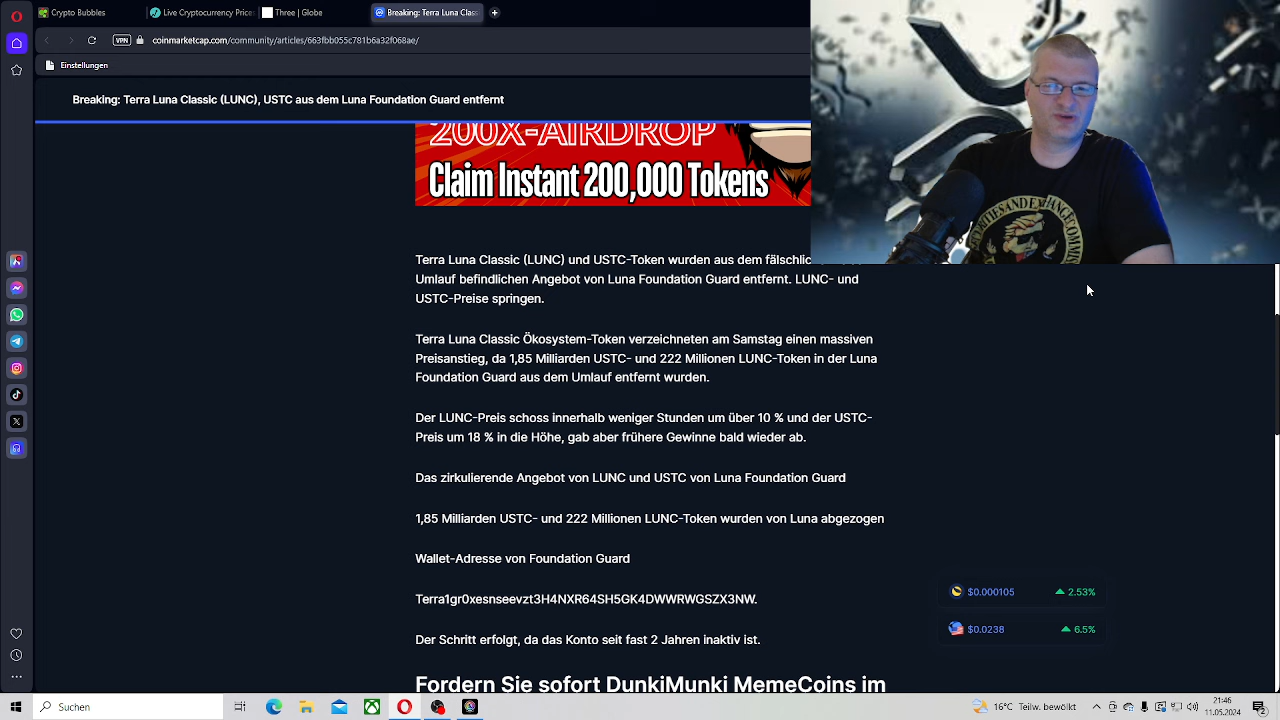 Crypto Bubbles
Live Cryptocurrency Price
Three | Globe
Breaking: Terra Luna Clas
VPN
coinmarketcap.com/community/articles/663fbb055c781b6a32f068ae/
Einstellungen
Breaking: Terra Luna Classic (LUNC), USTC aus dem Luna Foundation Guard entfernt
200X-AIRDROP
Claim Instant 200,000 Tokens
Terra Luna Classic (LUNC) und USTC-Token wurden aus dem fälschlic
Umlauf befindlichen Angebot von Luna Foundation Guard entfernt. LUNC- und
USTC-Preise springen.
Terra Luna Classic Ökosystem-Token verzeichneten am Samstag einen massiven
Preisanstieg, da 1,85 Milliarden USTC- und 222 Millionen LUNC-Token in der Luna
Foundation Guard aus dem Umlauf entfernt wurden.
Der LUNC-Preis schoss innerhalb weniger Stunden um über 10 % und der USTC-
Preis um 18 % in die Höhe, gab aber frühere Gewinne bald wieder ab.
Das zirkulierende Angebot von LUNC und USTC von Luna Foundation Guard
1,85 Milliarden USTC- und 222 Millionen LUNC-Token wurden von Luna abgezogen
Wallet-Adresse von Foundation Guard
Terra1gr0xesnseevzt3H4NXR64SH5GK4DWWRWGSZX3NW.
Der Schritt erfolgt, da das Konto seit fast 2 Jahren inaktiv ist.
$0.000105 2.53%
$0.0238 6.5%
Fordern Sie sofort DunkiMunki MemeCoins im
Suchen
16°C Teilw. bewölkt
21:46
11.05.2024
2